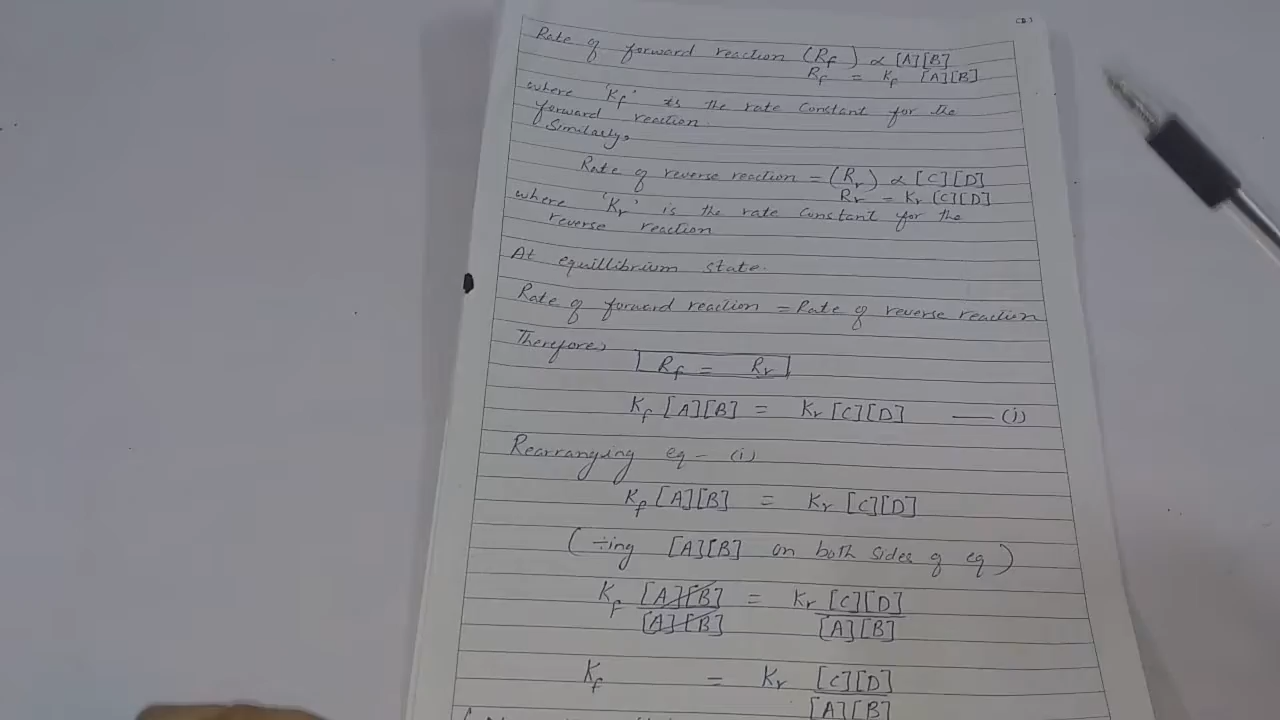 CB.1
Rate of forward reaction (Rf) ∝ [A][B]
Rf = Kf [A][B]
where 'Kf' is the rate constant for the
forward reaction.
Similarly,
Rate of reverse reaction = (Rr) ∝ [C][D]
Rr = Kr [C][D]
where 'Kr' is the rate constant for the
reverse reaction
At equillibrium state.
Rate of forward reaction = Rate of reverse reaction
Therefore,
Rf = Rr
Kf [A][B] = Kr [C][D] —— (i)
Rearranging eq - (i)
Kf [A][B] = Kr [C][D]
(÷ing [A][B] on both sides of eq)
Kf [A][B] = Kr [C][D]
[A][B] [A][B]
Kf = Kr [C][D]
[A][B]